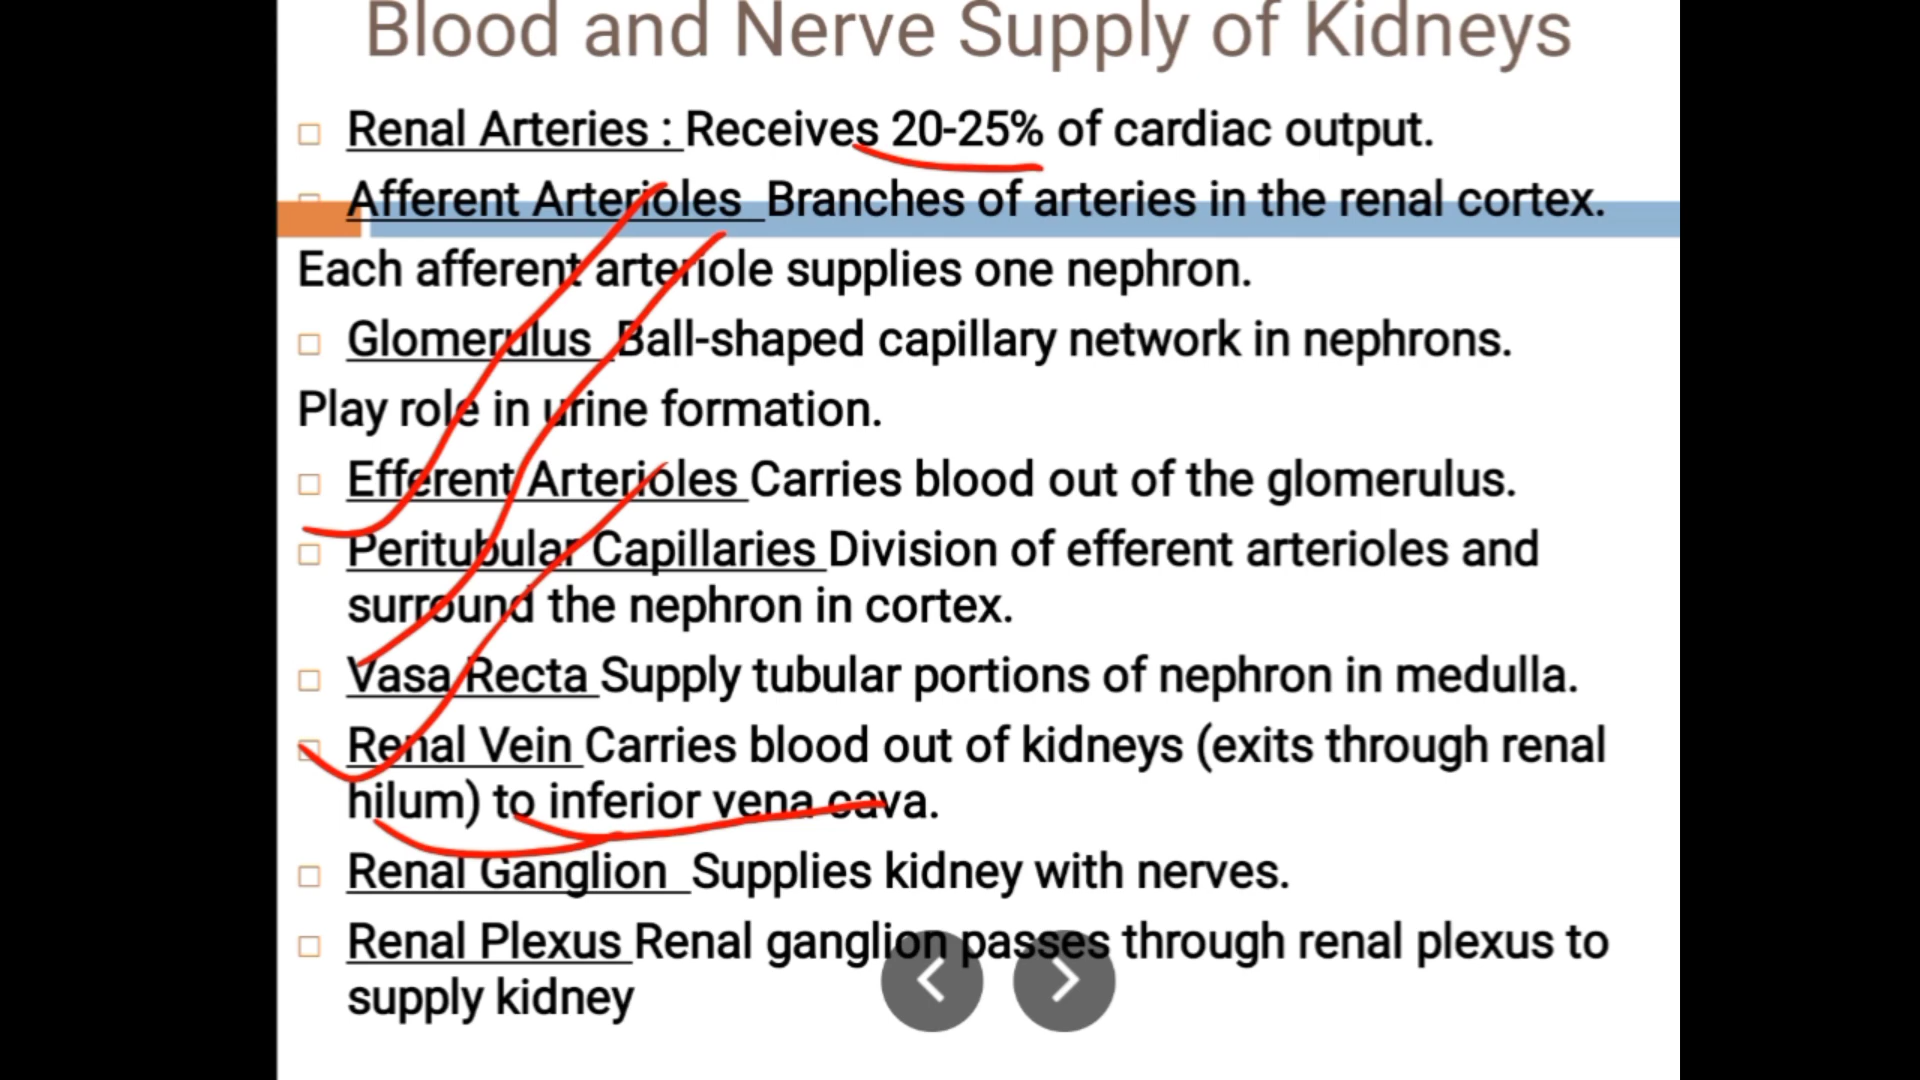 Blood and Nerve Supply of Kidneys
Renal Arteries : Receives 20-25% of cardiac output.
Afferent Arterioles Branches of arteries in the renal cortex.
Each afferent arteriole supplies one nephron.
Glomerulus Ball-shaped capillary network in nephrons.
Play role in urine formation.
Efferent Arterioles Carries blood out of the glomerulus.
Peritubular Capillaries Division of efferent arterioles and
surround the nephron in cortex.
Vasa Recta Supply tubular portions of nephron in medulla.
Renal Vein Carries blood out of kidneys (exits through renal
hilum) to inferior vena cava.
Renal Ganglion Supplies kidney with nerves.
Renal Plexus Renal ganglion passes through renal plexus to
supply kidney